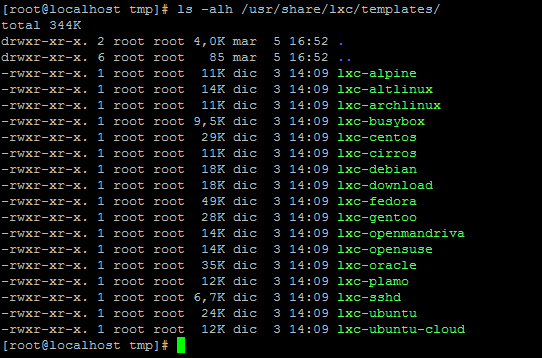 [root@localhost tmp]# ls -alh /usr/share/lxc/templates/
total 344K
drwxr-xr-x. 2 root root 4,0K mar  5 16:52 .
drwxr-xr-x. 6 root root   85 mar  5 16:52 ..
-rwxr-xr-x. 1 root root  11K dic  3 14:09 lxc-alpine
-rwxr-xr-x. 1 root root  14K dic  3 14:09 lxc-altlinux
-rwxr-xr-x. 1 root root  11K dic  3 14:09 lxc-archlinux
-rwxr-xr-x. 1 root root 9,5K dic  3 14:09 lxc-busybox
-rwxr-xr-x. 1 root root  29K dic  3 14:09 lxc-centos
-rwxr-xr-x. 1 root root  11K dic  3 14:09 lxc-cirros
-rwxr-xr-x. 1 root root  18K dic  3 14:09 lxc-debian
-rwxr-xr-x. 1 root root  18K dic  3 14:09 lxc-download
-rwxr-xr-x. 1 root root  49K dic  3 14:09 lxc-fedora
-rwxr-xr-x. 1 root root  28K dic  3 14:09 lxc-gentoo
-rwxr-xr-x. 1 root root  14K dic  3 14:09 lxc-openmandriva
-rwxr-xr-x. 1 root root  14K dic  3 14:09 lxc-opensuse
-rwxr-xr-x. 1 root root  35K dic  3 14:09 lxc-oracle
-rwxr-xr-x. 1 root root  12K dic  3 14:09 lxc-plamo
-rwxr-xr-x. 1 root root 6,7K dic  3 14:09 lxc-sshd
-rwxr-xr-x. 1 root root  24K dic  3 14:09 lxc-ubuntu
-rwxr-xr-x. 1 root root  12K dic  3 14:09 lxc-ubuntu-cloud
[root@localhost tmp]#